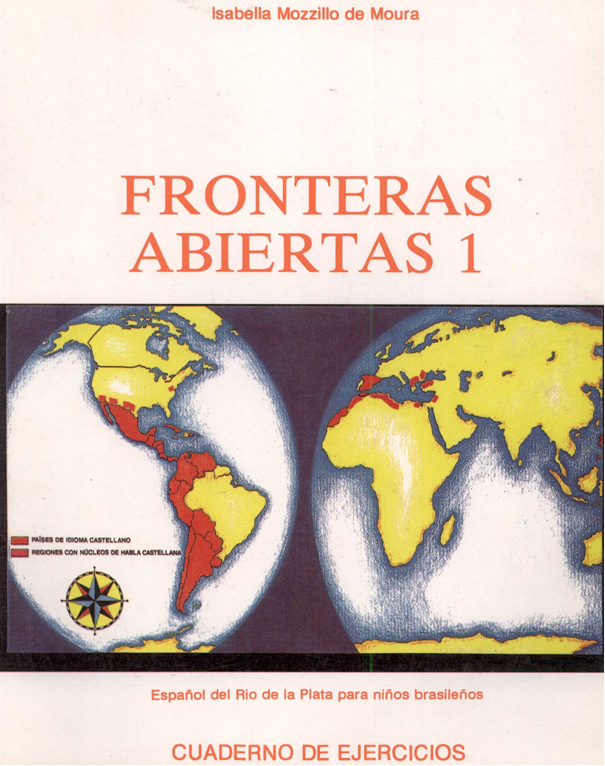 Isabella Mozzillo de Moura
FRONTERAS
ABIERTAS 1
PAÍSES DE IDIOMA CASTELLANO
REGIONES CON NÚCLEOS DE HABLA CASTELLANA
Español del Rio de la Plata para niños brasileños
CUADERNO DE EJERCICIOS